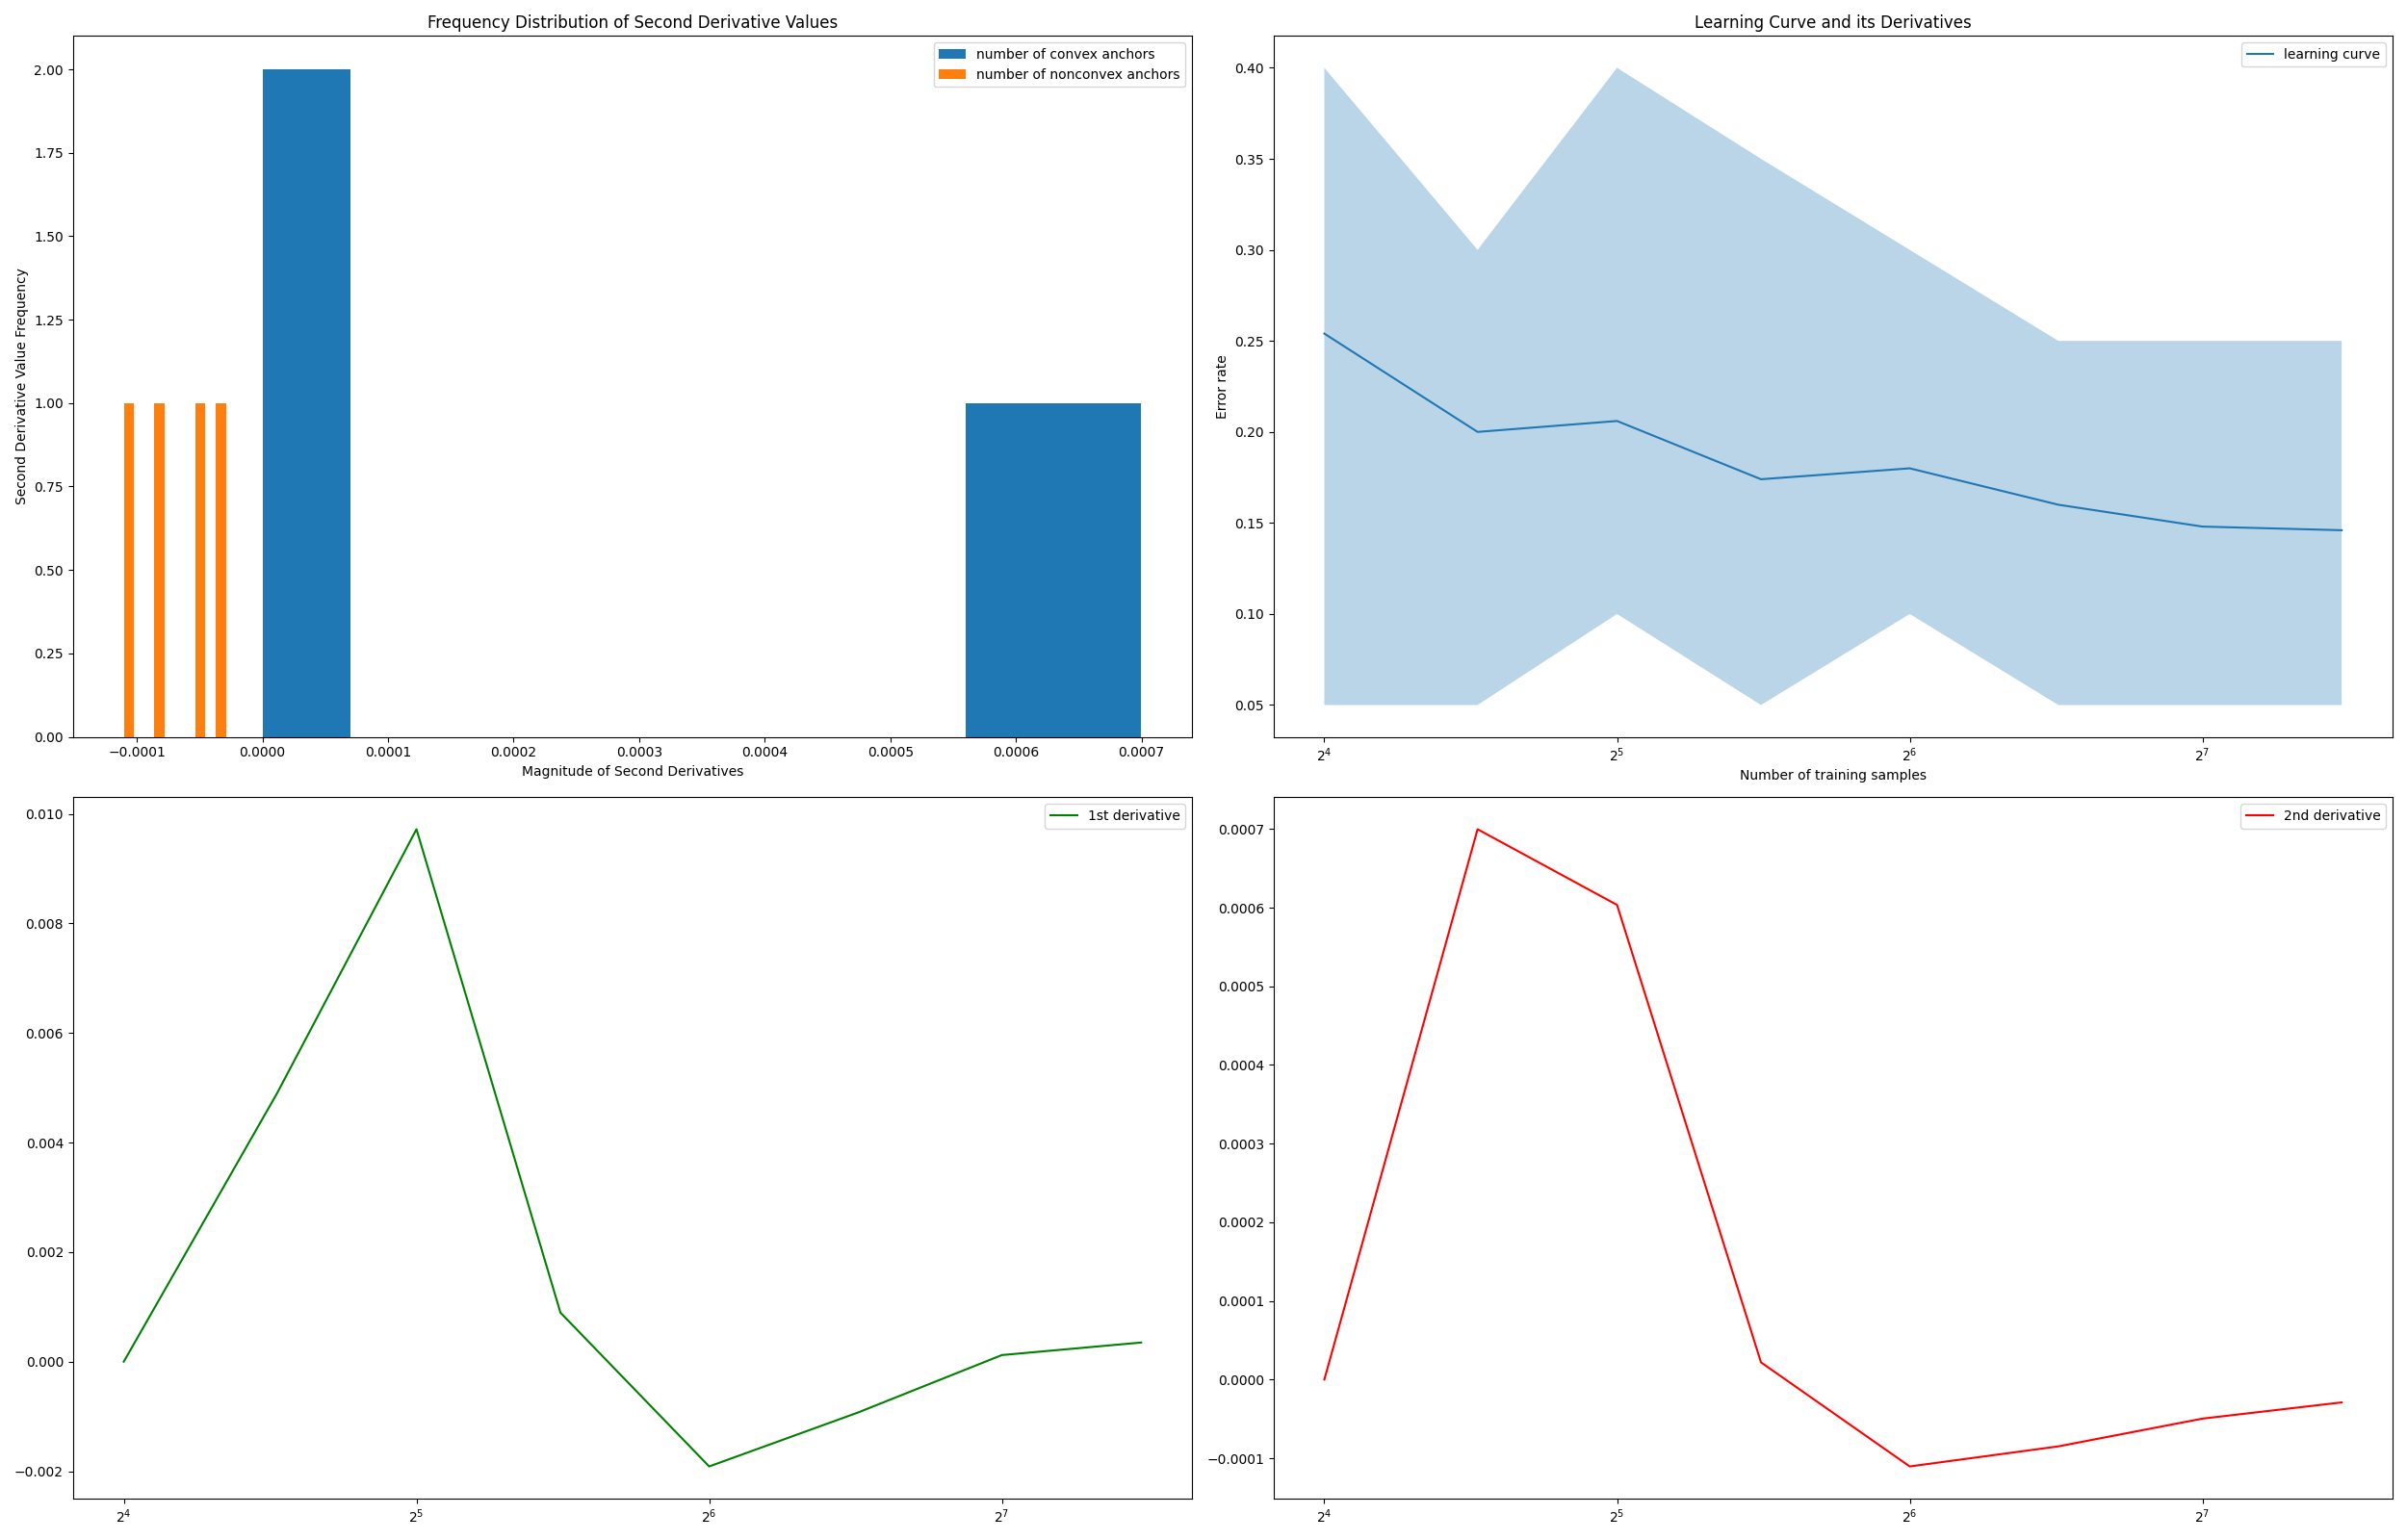 Frequency Distribution of Second Derivative Values
number of convex anchors
number of nonconvex anchors
Second Derivative Value Frequency
2.00
1.75
1.50
1.25
1.00
0.75
0.50
0.25
0.00
−0.0001 0.0000 0.0001 0.0002 0.0003 0.0004 0.0005 0.0006 0.0007
Magnitude of Second Derivatives
Learning Curve and its Derivatives
learning curve
Error rate
0.40
0.35
0.30
0.25
0.20
0.15
0.10
0.05
2⁴ 2⁵ 2⁶ 2⁷
Number of training samples
1st derivative
0.010
0.008
0.006
0.004
0.002
0.000
−0.002
2⁴ 2⁵ 2⁶ 2⁷
2nd derivative
0.0007
0.0006
0.0005
0.0004
0.0003
0.0002
0.0001
0.0000
−0.0001
2⁴ 2⁵ 2⁶ 2⁷